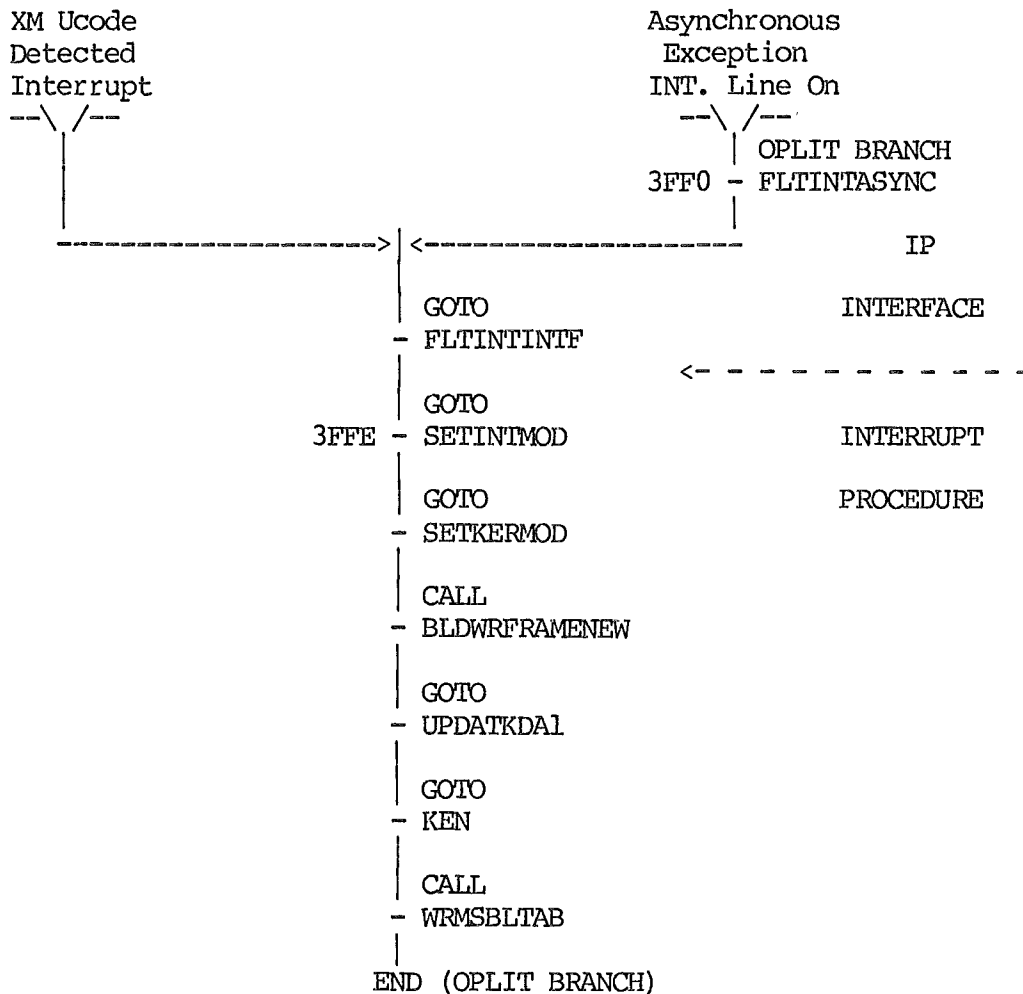 XM Ucode
Detected
Interrupt
Asynchronous
Exception
INT. Line On
OPLIT BRANCH
3FF0 - FLTINTASYNC
IP
GOTO INTERFACE
- FLTINTINTF
GOTO
3FFE - SETINTMOD INTERRUPT
GOTO PROCEDURE
- SETKERMOD
CALL
- BLDWRFRAMENEW
GOTO
- UPDATKDAl
GOTO
- KEN
CALL
- WRMSBLTAB
END (OPLIT BRANCH)